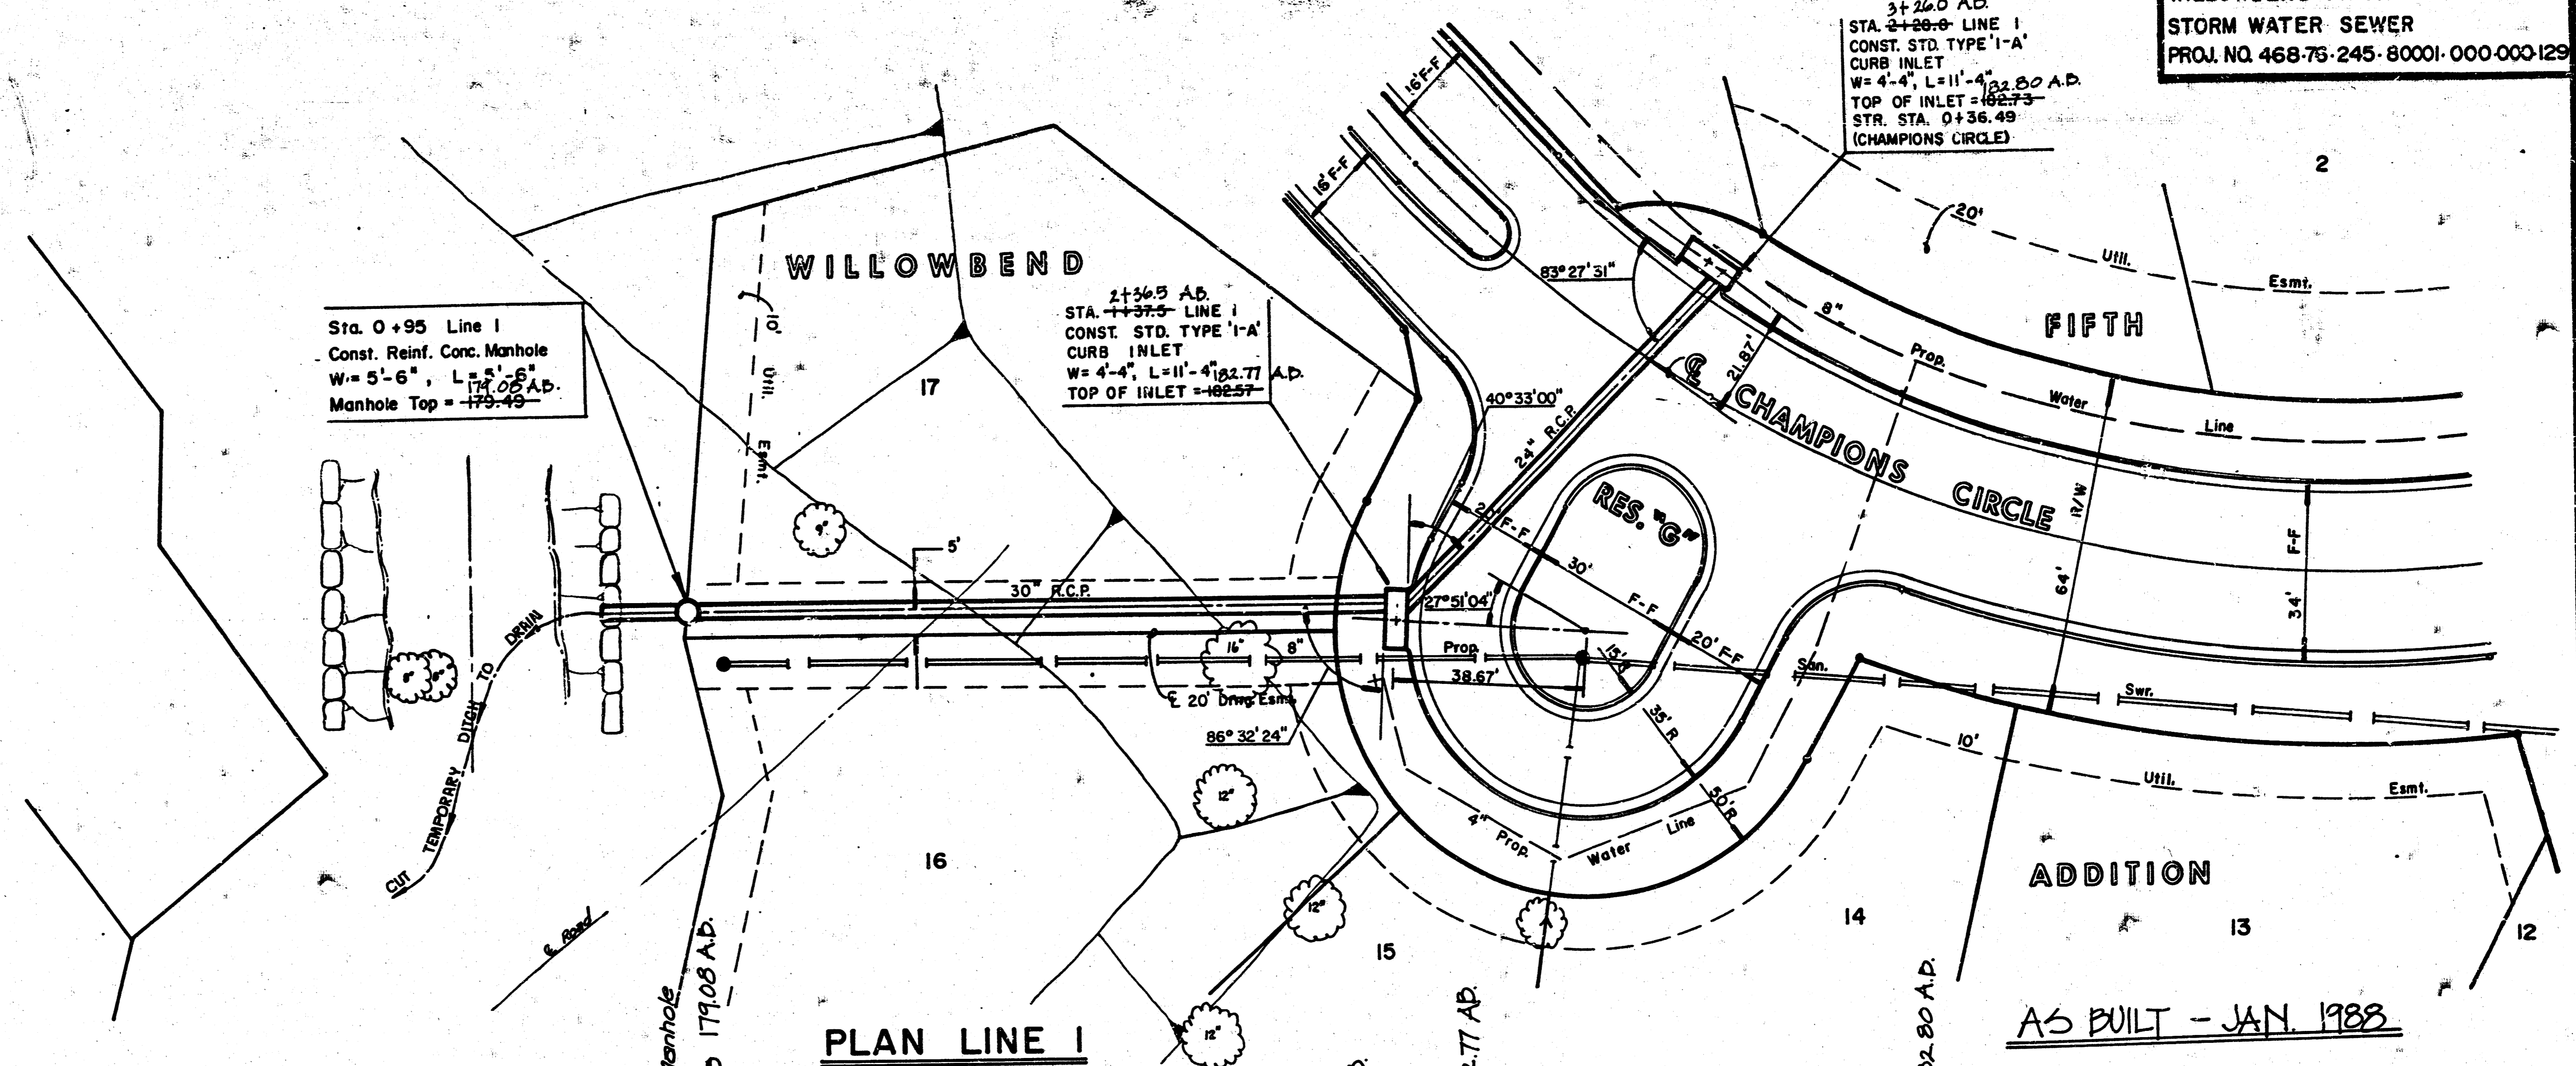 STORM WATER SEWER
PROJ. NO. 468-76-245-80001-000-000-129
3+26.0 A.B.
STA. 2+28.8 LINE 1
CONST. STD. TYPE '1-A'
CURB INLET
W= 4'-4", L=11'-4"
182.80 A.B.
TOP OF INLET = 182.73
STR. STA. 0+36.49
(CHAMPIONS CIRCLE)
2
16' F-F
16' F-F
20'
Util.
Esmt.
WILLOWBEND
FIFTH
83°27'31"
8"
Prop.
Water
Line
10'
Util.
Esmt.
Sta. 0+95 Line 1
Const. Reinf. Conc. Manhole
W= 5'-6", L= 5'-6"
179.08 A.B.
Manhole Top = 179.49
2+36.5 A.B.
STA. 1+37.5 LINE 1
CONST. STD. TYPE '1-A'
CURB INLET
W= 4'-4", L=11'-4"
182.77 A.B.
TOP OF INLET = 182.57
17
40°33'00"
24" R.C.P.
21.87'
℄ CHAMPIONS CIRCLE
RES. "G"
R/W
64'
F-F
34'
9"
5'
30" R.C.P.
20' F-F
30'
F-F
20' F-F
27°51'04"
16"
8"
Prop.
San.
Swr.
38.67'
15' R
35' R
50' R
℄ 20' Drng. Esmt.
86°32'24"
CUT TEMPORARY DITCH TO DRAIN
10'
Util.
Esmt.
12"
4" Prop.
Water
Line
16
12"
15
14
ADDITION
13
12
12"
℄ Road
Manhole
179.08 A.B.
PLAN LINE 1
AS BUILT - JAN. 1988